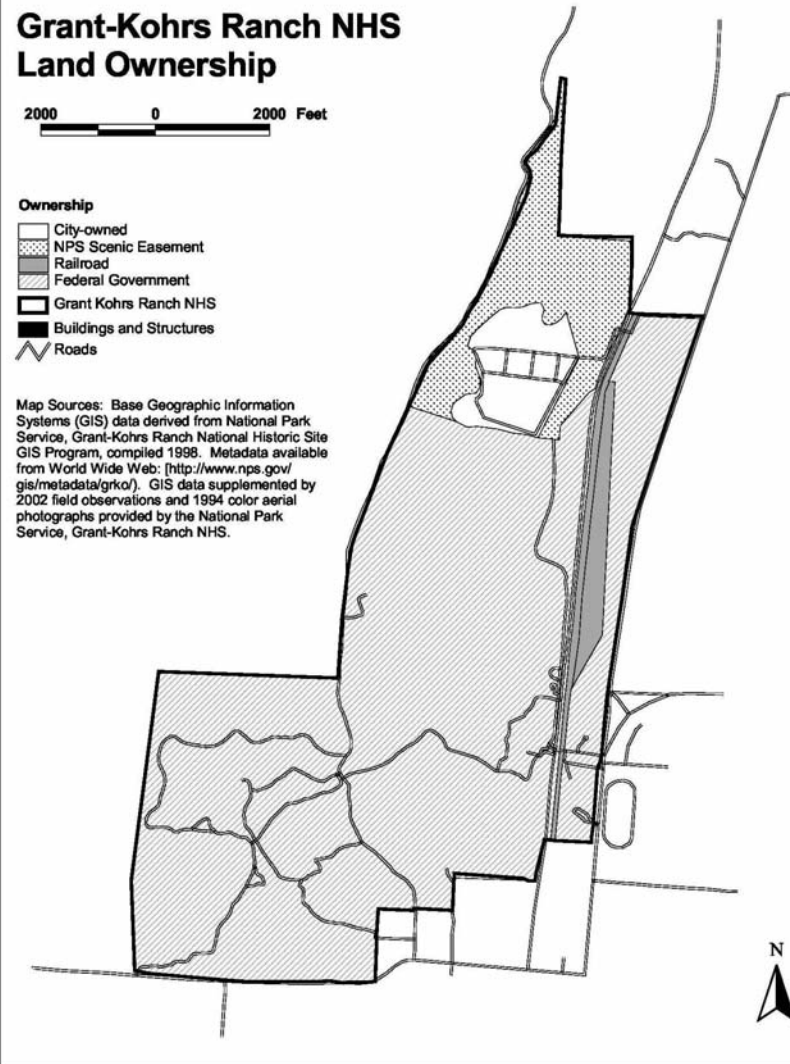 Grant-Kohrs Ranch NHS
Land Ownership
2000 0 2000 Feet
Ownership
City-owned
NPS Scenic Easement
Railroad
Federal Government
Grant Kohrs Ranch NHS
Buildings and Structures
Roads
Map Sources: Base Geographic Information
Systems (GIS) data derived from National Park
Service, Grant-Kohrs Ranch National Historic Site
GIS Program, compiled 1998. Metadata available
from World Wide Web: [http://www.nps.gov/
gis/metadata/grko/). GIS data supplemented by
2002 field observations and 1994 color aerial
photographs provided by the National Park
Service, Grant-Kohrs Ranch NHS.
N